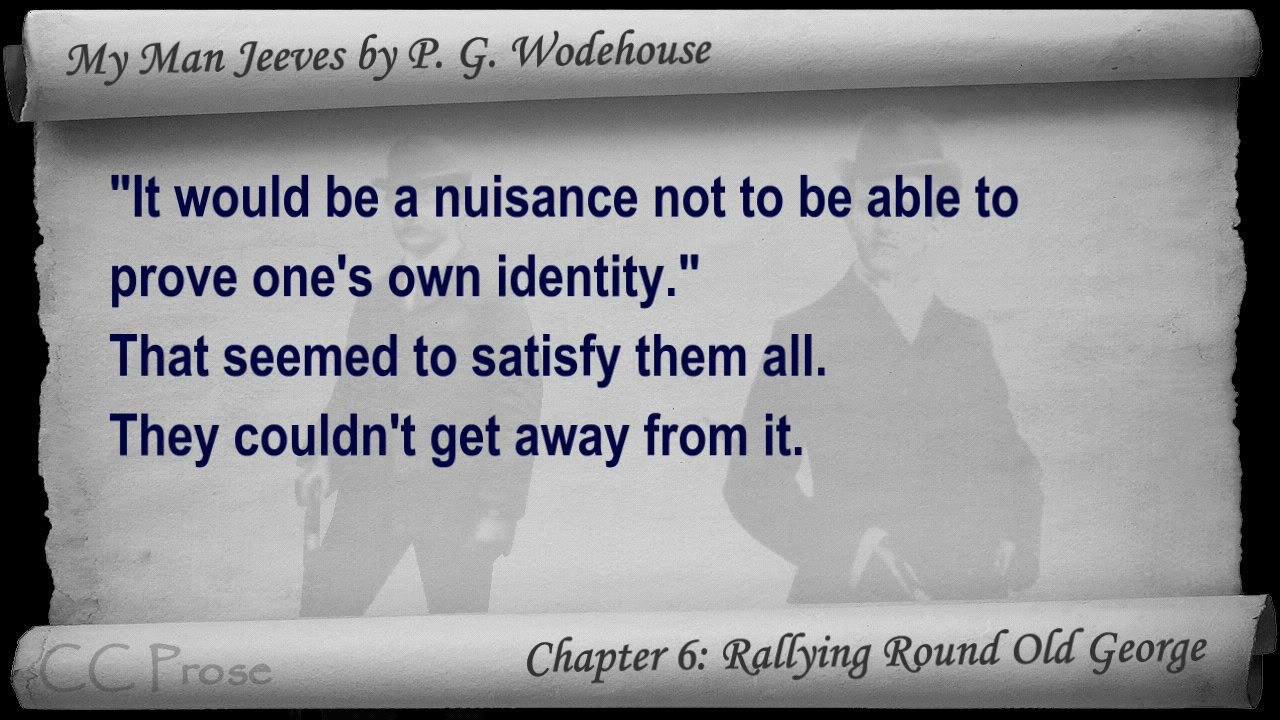 My Man Jeeves by P. G. Wodehouse
"It would be a nuisance not to be able to
prove one's own identity."
That seemed to satisfy them all.
They couldn't get away from it.
CC Prose
Chapter 6: Rallying Round Old George